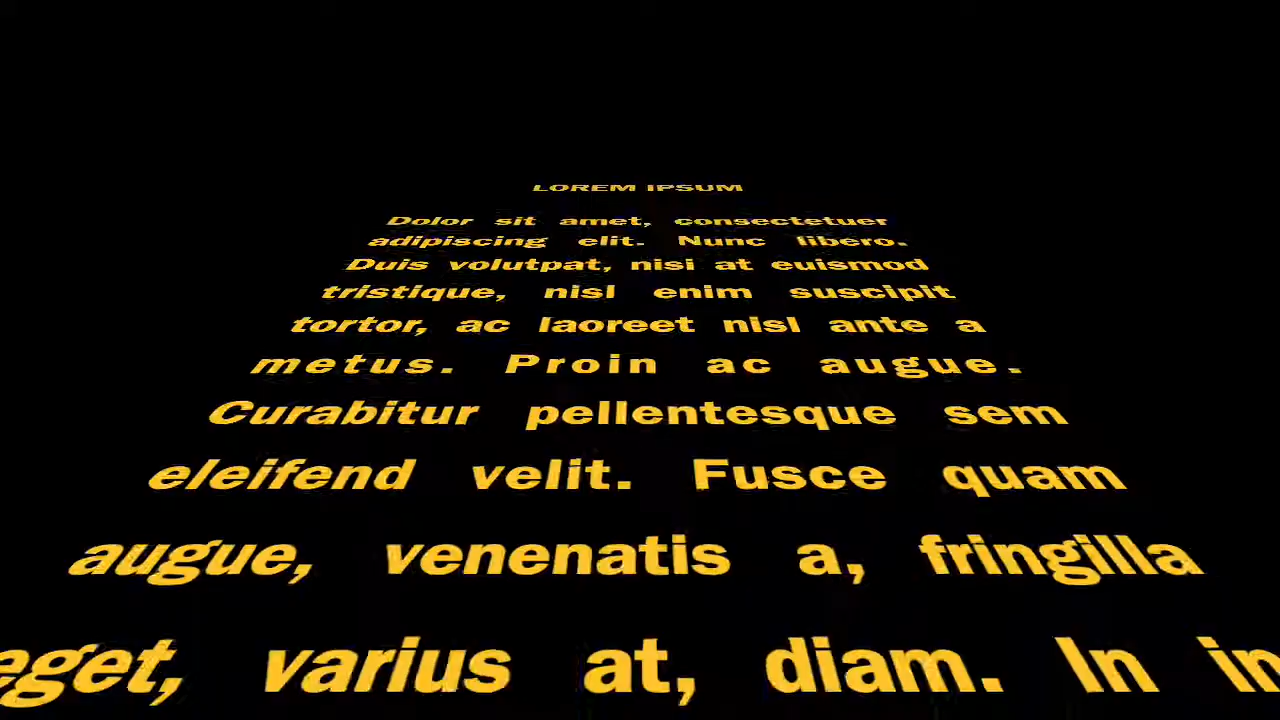 LOREM IPSUM
Dolor sit amet, consectetuer
adipiscing elit. Nunc libero.
Duis volutpat, nisi at euismod
tristique, nisl enim suscipit
tortor, ac laoreet nisl ante a
metus. Proin ac augue.
Curabitur pellentesque sem
eleifend velit. Fusce quam
augue, venenatis a, fringilla
eget, varius at, diam. In in